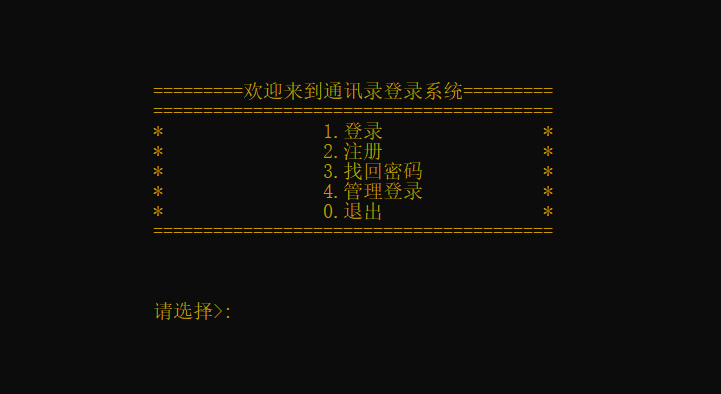 =========欢迎来到通讯录登录系统=========
========================================
*                1.登录                *
*                2.注册                *
*                3.找回密码            *
*                4.管理登录            *
*                0.退出                *
========================================
请选择>: